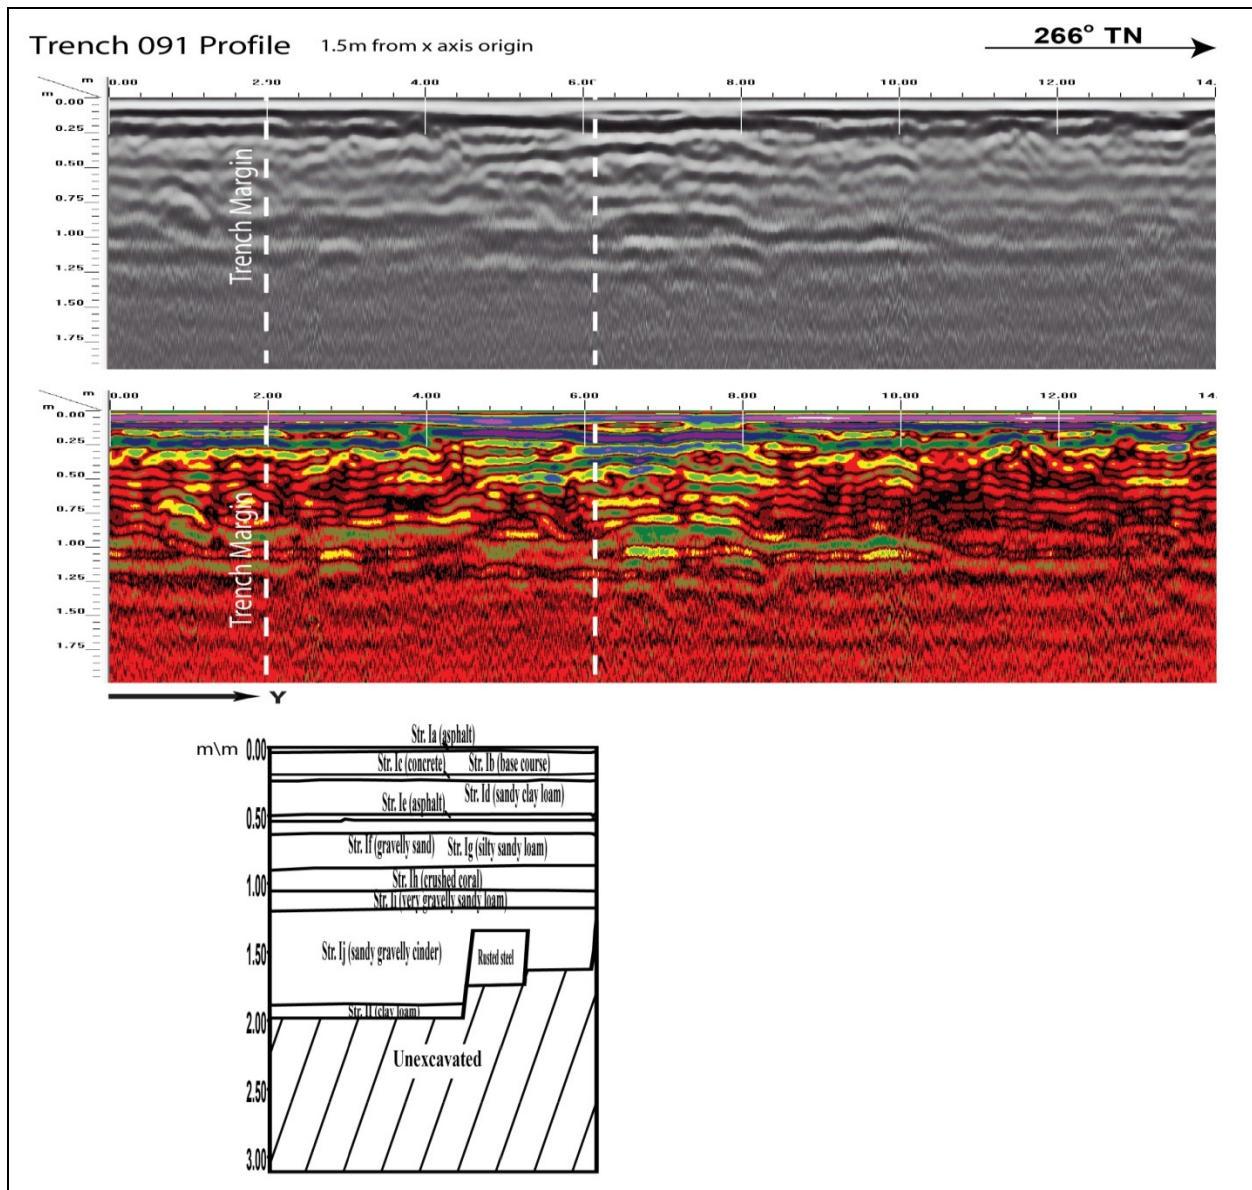 Trench 091 Profile 1.5m from x axis origin 266° TN
m 0.00 2.00 4.00 6.00 8.00 10.00 12.00 14.
m
0.00
0.25
0.50
0.75
1.00
1.25
1.50
1.75
Trench Margin
m 0.00 2.00 4.00 6.00 8.00 10.00 12.00 14.
m
0.00
0.25
0.50
0.75
1.00
1.25
1.50
1.75
Trench Margin
Y
m\m
0.00
0.50
1.00
1.50
2.00
2.50
3.00
Str. Ia (asphalt)
Str. Ic (concrete) Str. Ib (base course)
Str. Id (sandy clay loam)
Str. Ie (asphalt)
Str. If (gravelly sand) Str. Ig (silty sandy loam)
Str. Ih (crushed coral)
Str. Ii (very gravelly sandy loam)
Str. Ij (sandy gravelly cinder) Rusted steel
Str. II (clay loam)
Unexcavated